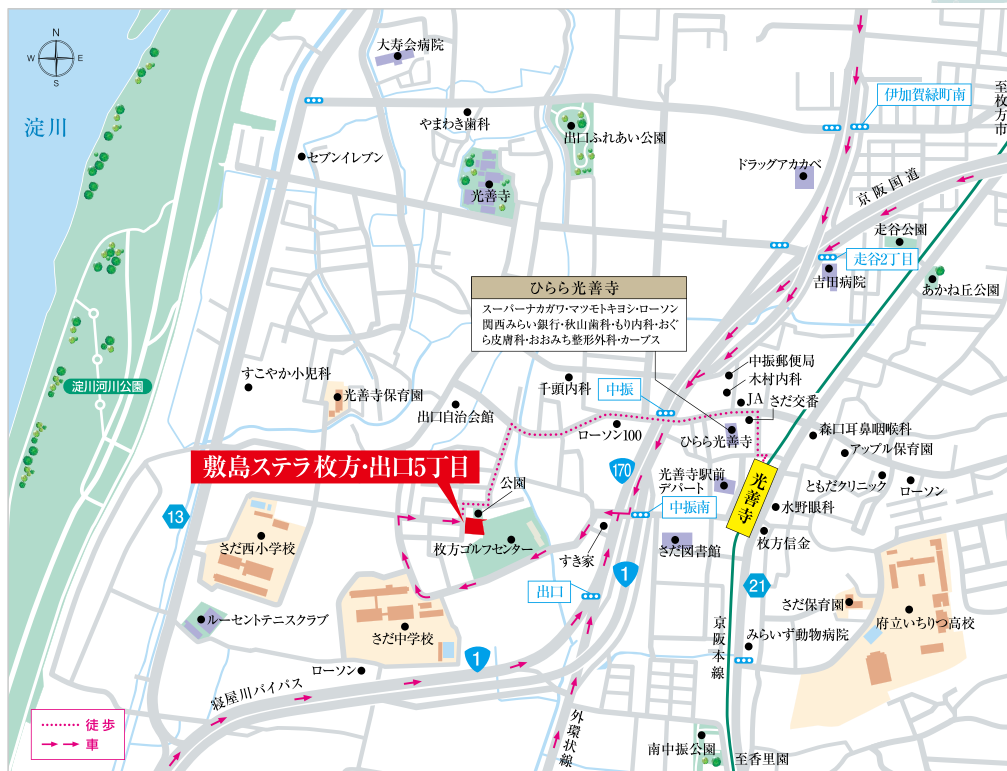 N
W
E
S
大寿会病院
伊加賀緑町南
至枚方市
淀川
やまわき歯科
出口ふれあい公園
セブンイレブン
ドラッグアカカベ
光善寺
京阪国道
走谷公園
走谷2丁目
吉田病院
あかね丘公園
ひらら光善寺
スーパーナカガワ・マツモトキヨシ・ローソン
関西みらい銀行・秋山歯科・もり内科・おぐ
ら皮膚科・おおみち整形外科・カーブス
中振郵便局
木村内科
JA
さだ交番
すこやか小児科
千頭内科
中振
淀川河川公園
光善寺保育園
出口自治会館
ローソン100
ひらら光善寺
森口耳鼻咽喉科
アップル保育園
敷島ステラ枚方・出口5丁目
170
光善寺駅前
デパート
光善寺
ともだクリニック
ローソン
公園
13
中振南
水野眼科
さだ西小学校
枚方ゴルフセンター
すき家
さだ図書館
枚方信金
1
出口
21
さだ保育園
府立いちりつ高校
ルーセントテニスクラブ
さだ中学校
京阪本線
みらいず動物病院
1
ローソン
寝屋川バイパス
外環状線
徒歩
車
南中振公園
至香里園